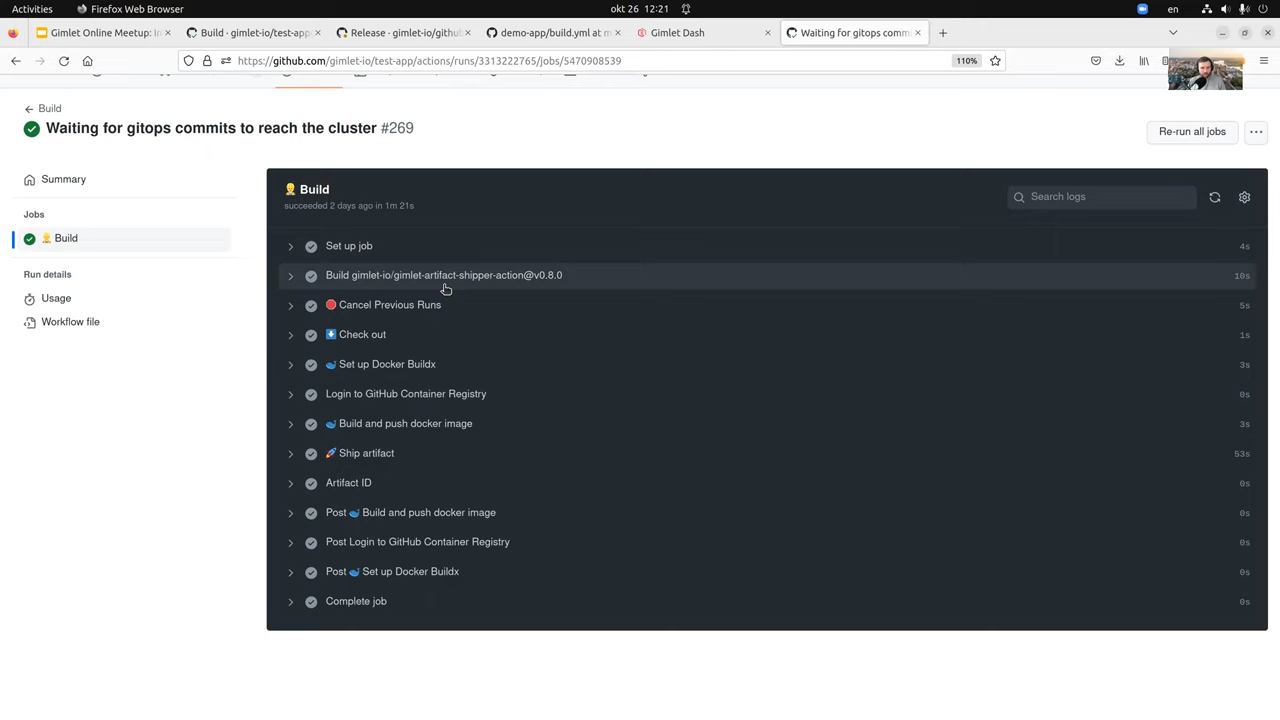 Activities
Firefox Web Browser
okt 26 12:21
en
Gimlet Online Meetup: In
Build · gimlet-io/test-app
Release · gimlet-io/github
demo-app/build.yml at m
Gimlet Dash
Waiting for gitops commi
https://github.com/gimlet-io/test-app/actions/runs/3313222765/jobs/5470908539
110%
Build
Waiting for gitops commits to reach the cluster #269
Re-run all jobs
Summary
Jobs
Build
Run details
Usage
Workflow file
Build
succeeded 2 days ago in 1m 21s
Search logs
Set up job 4s
Build gimlet-io/gimlet-artifact-shipper-action@v0.8.0 10s
Cancel Previous Runs 5s
Check out 1s
Set up Docker Buildx 3s
Login to GitHub Container Registry 0s
Build and push docker image 3s
Ship artifact 53s
Artifact ID 0s
Post Build and push docker image 0s
Post Login to GitHub Container Registry 0s
Post Set up Docker Buildx 0s
Complete job 0s